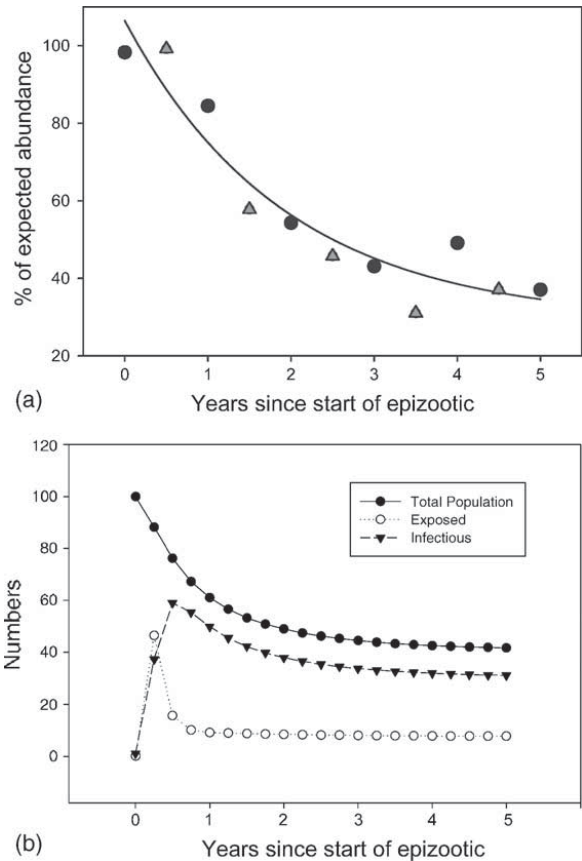 100
80
60
40
20
% of expected abundance
0 1 2 3 4 5
(a)
Years since start of epizootic
120
100
80
60
40
20
0
Numbers
Total Population
Exposed
Infectious
0 1 2 3 4 5
(b)
Years since start of epizootic